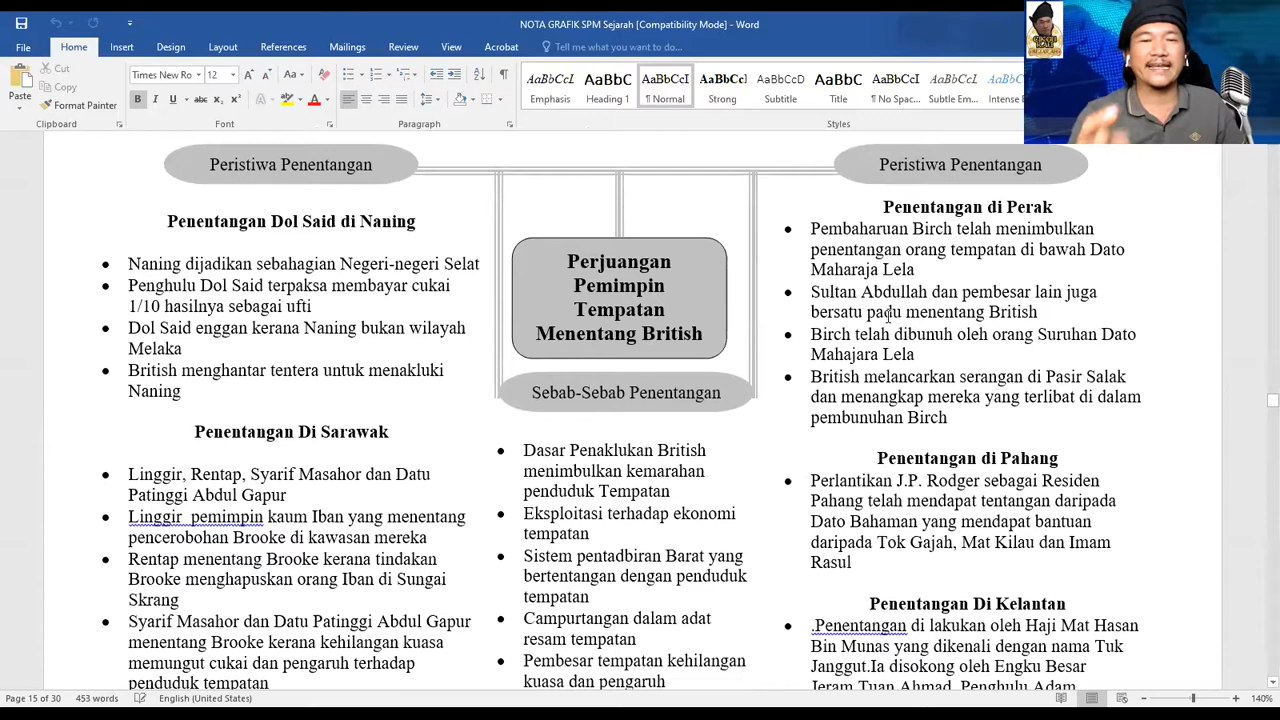 NOTA GRAFIK SPM Sejarah [Compatibility Mode] - Word
File Home Insert Design Layout References Mailings Review View Acrobat Tell me what you want to do...
Paste
Cut
Copy
Format Painter
Times New Ro 12
AaBbCcL AaBbC AaBbCcI AaBbCc AaBbCcD AaBbC AaBbCcI AaBbCcI AaBbCc
Emphasis Heading 1 ¶ Normal Strong Subtitle Title ¶ No Spac... Subtle Em... Intense E
Clipboard Font Paragraph Styles
Peristiwa Penentangan
Penentangan Dol Said di Naning
• Naning dijadikan sebahagian Negeri-negeri Selat
• Penghulu Dol Said terpaksa membayar cukai
1/10 hasilnya sebagai ufti
• Dol Said enggan kerana Naning bukan wilayah
Melaka
• British menghantar tentera untuk menakluki
Naning
Penentangan Di Sarawak
• Linggir, Rentap, Syarif Masahor dan Datu
Patinggi Abdul Gapur
• Linggir pemimpin kaum Iban yang menentang
pencerobohan Brooke di kawasan mereka
• Rentap menentang Brooke kerana tindakan
Brooke menghapuskan orang Iban di Sungai
Skrang
• Syarif Masahor dan Datu Patinggi Abdul Gapur
menentang Brooke kerana kehilangan kuasa
memungut cukai dan pengaruh terhadap
penduduk tempatan
Perjuangan
Pemimpin
Tempatan
Menentang British
Sebab-Sebab Penentangan
• Dasar Penaklukan British
menimbulkan kemarahan
penduduk Tempatan
• Eksploitasi terhadap ekonomi
tempatan
• Sistem pentadbiran Barat yang
bertentangan dengan penduduk
tempatan
• Campurtangan dalam adat
resam tempatan
• Pembesar tempatan kehilangan
kuasa dan pengaruh
Peristiwa Penentangan
Penentangan di Perak
• Pembaharuan Birch telah menimbulkan
penentangan orang tempatan di bawah Dato
Maharaja Lela
• Sultan Abdullah dan pembesar lain juga
bersatu padu menentang British
• Birch telah dibunuh oleh orang Suruhan Dato
Mahajara Lela
• British melancarkan serangan di Pasir Salak
dan menangkap mereka yang terlibat di dalam
pembunuhan Birch
Penentangan di Pahang
• Perlantikan J.P. Rodger sebagai Residen
Pahang telah mendapat tentangan daripada
Dato Bahaman yang mendapat bantuan
daripada Tok Gajah, Mat Kilau dan Imam
Rasul
Penentangan Di Kelantan
• .Penentangan di lakukan oleh Haji Mat Hasan
Bin Munas yang dikenali dengan nama Tuk
Janggut.Ia disokong oleh Engku Besar
Jeram Tuan Ahmad, Penghulu Adam
Page 15 of 30 453 words English (United States) 140%